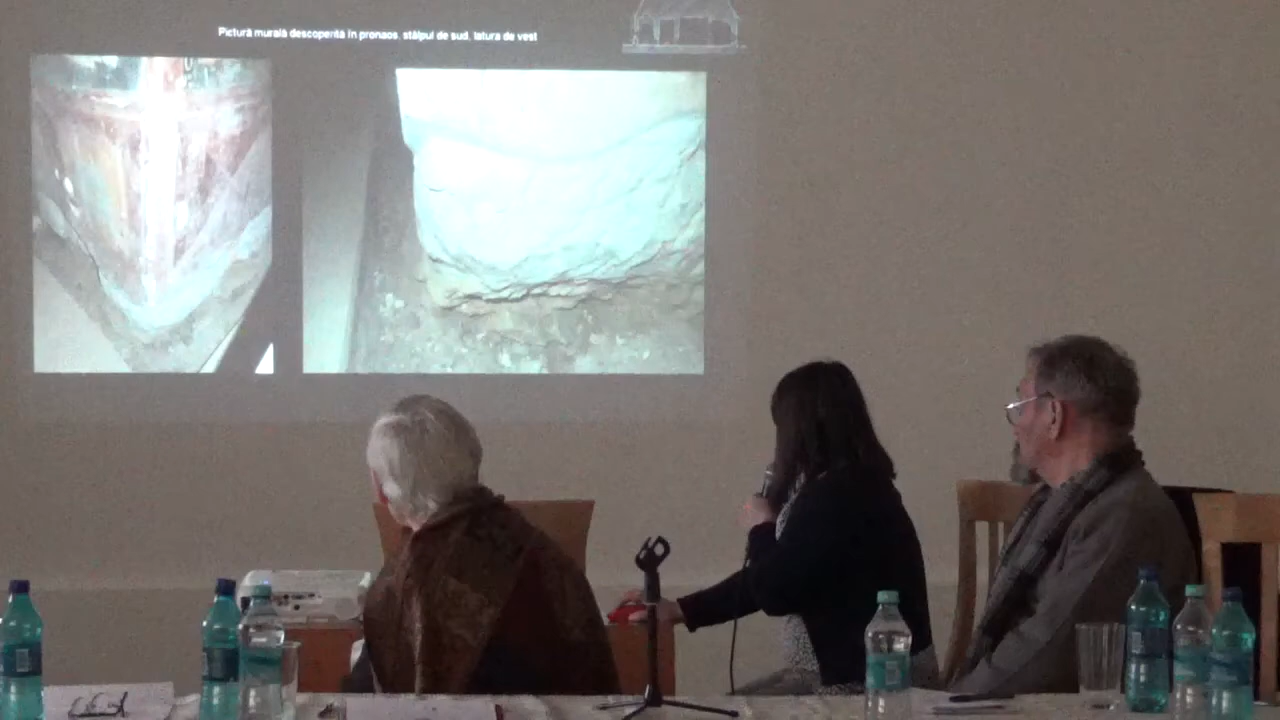 Pictură murală descoperită în pronaos, stâlpul de sud, latura de vest